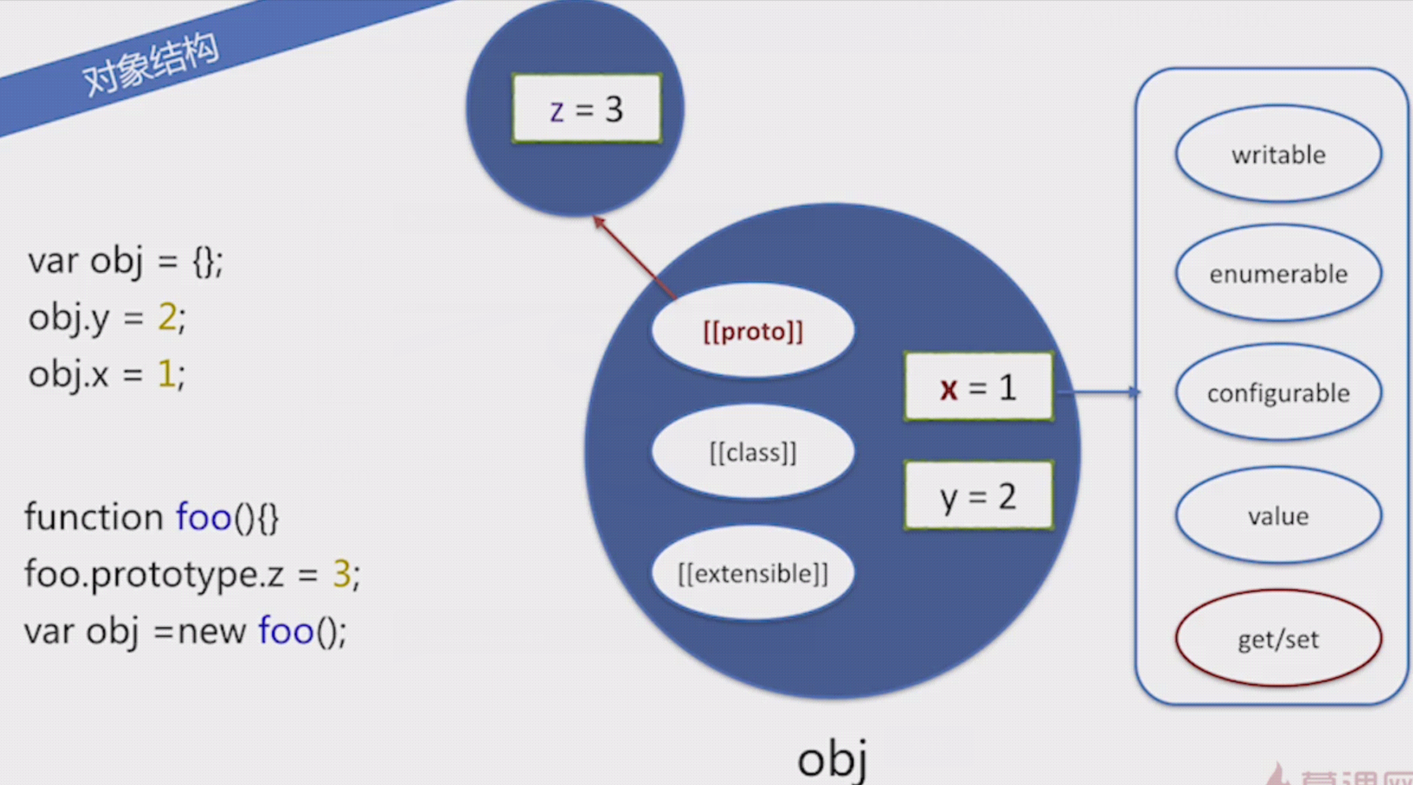 对象结构
var obj = {};
obj.y = 2;
obj.x = 1;
function foo(){}
foo.prototype.z = 3;
var obj =new foo();
z = 3
[[proto]]
[[class]]
[[extensible]]
x = 1
y = 2
obj
writable
enumerable
configurable
value
get/set